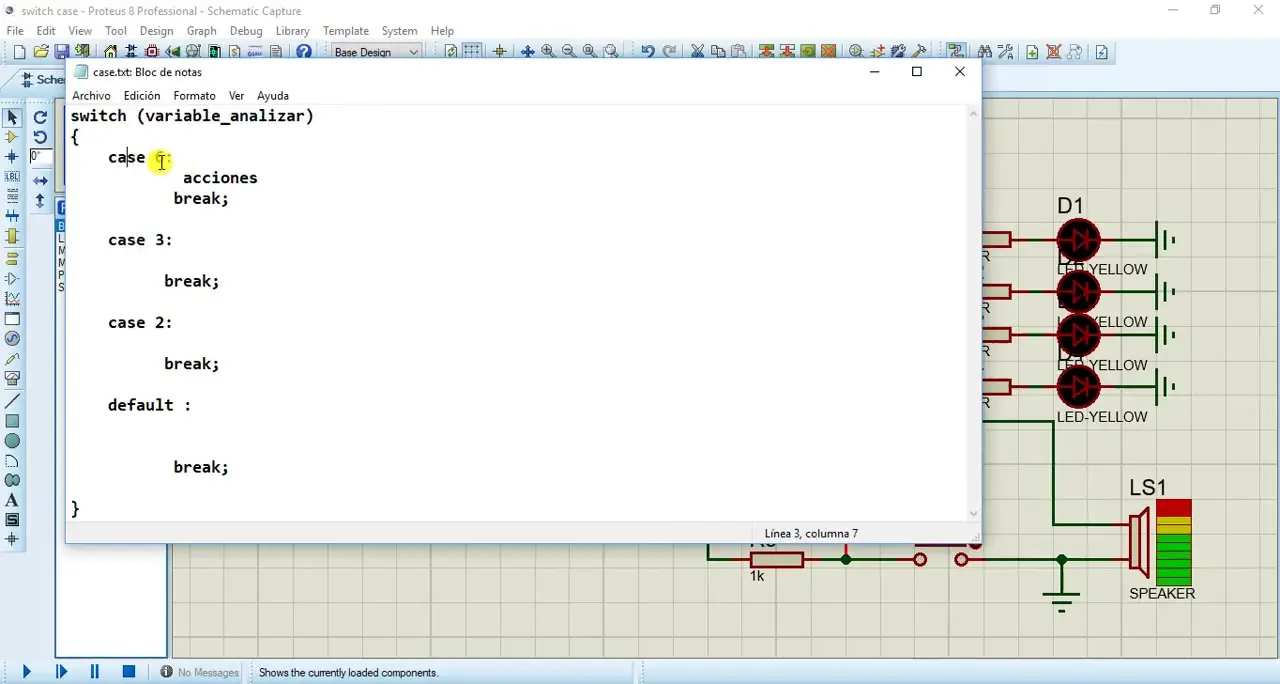 switch case - Proteus 8 Professional - Schematic Capture
File Edit View Tool Design Graph Debug Library Template System Help
Base Design
case.txt: Bloc de notas
Archivo Edición Formato Ver Ayuda
switch (variable_analizar)
{
case 6:
acciones
break;
case 3:
break;
case 2:
break;
default :
break;
}
Línea 3, columna 7
0°
D1
LED-YELLOW
LED-YELLOW
LED-YELLOW
LED-YELLOW
LS1
SPEAKER
1k
No Messages
Shows the currently loaded components.